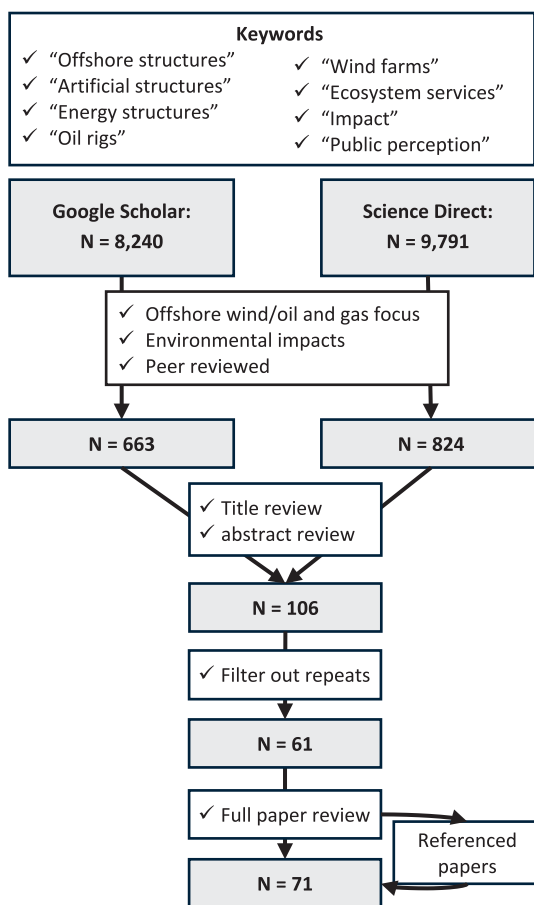 Keywords
✓ “Offshore structures”
✓ “Artificial structures”
✓ “Energy structures”
✓ “Oil rigs”
✓ “Wind farms”
✓ “Ecosystem services”
✓ “Impact”
✓ “Public perception”
Google Scholar:
N = 8,240
Science Direct:
N = 9,791
✓ Offshore wind/oil and gas focus
✓ Environmental impacts
✓ Peer reviewed
N = 663
N = 824
✓ Title review
✓ abstract review
N = 106
✓ Filter out repeats
N = 61
✓ Full paper review
Referenced
papers
N = 71